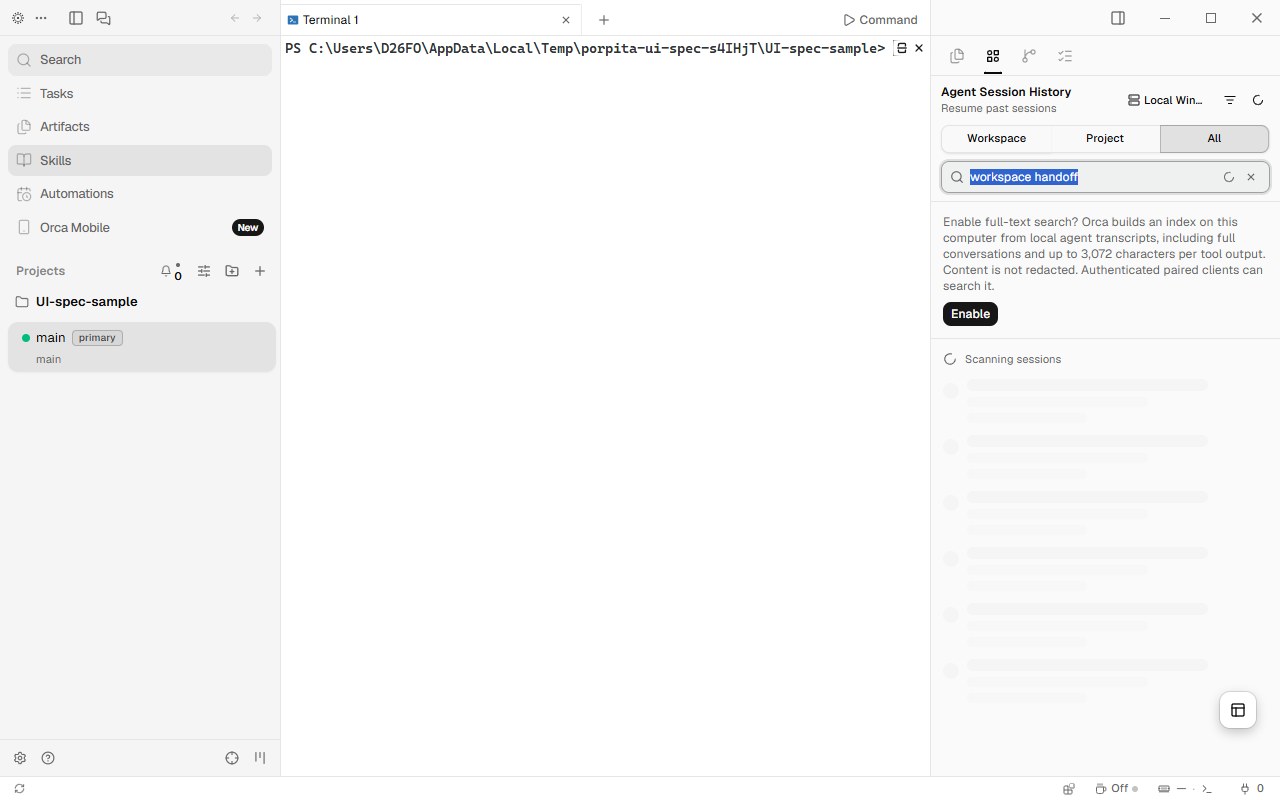 Terminal 1
Command
Search
PS C:\Users\D26FO\AppData\Local\Temp\porpita-ui-spec-s4IHjT\UI-spec-sample>
Tasks
Artifacts
Skills
Automations
Orca Mobile
New
Projects
0
UI-spec-sample
main
primary
main
Agent Session History
Resume past sessions
Local Win...
Workspace
Project
All
workspace handoff
Enable full-text search? Orca builds an index on this
computer from local agent transcripts, including full
conversations and up to 3,072 characters per tool output.
Content is not redacted. Authenticated paired clients can
search it.
Enable
Scanning sessions
Off
0